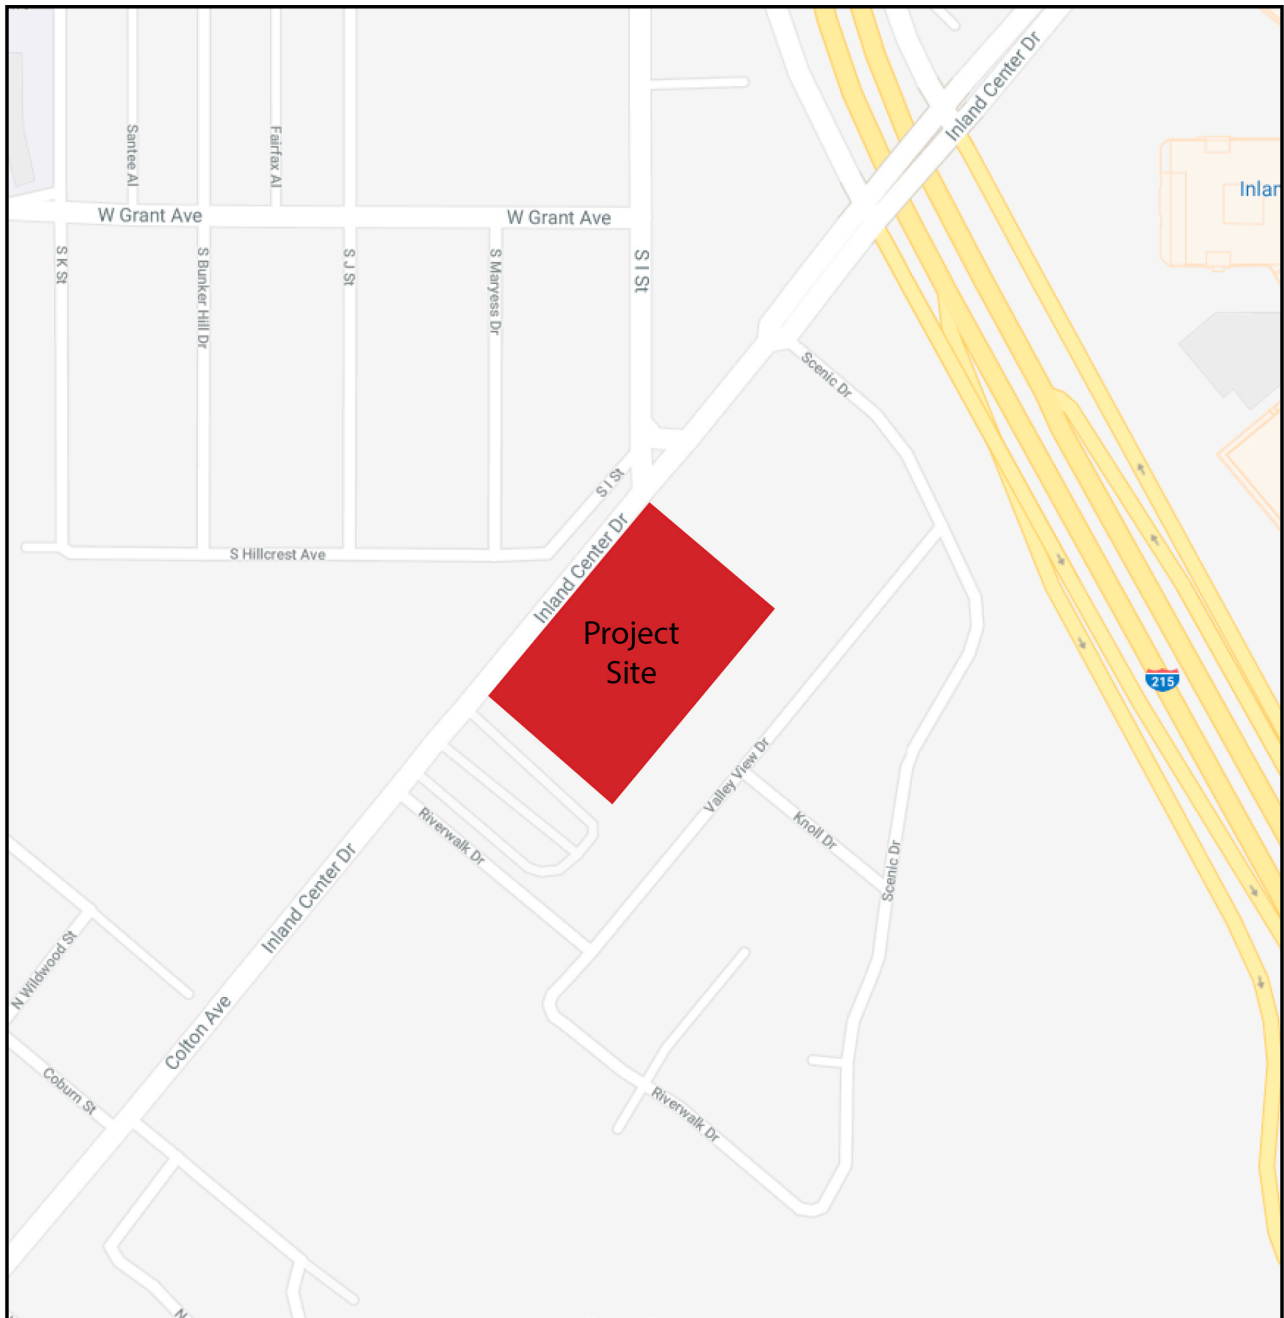 Inland Center Dr
Santee Al
Fairfax Al
Inlan
W Grant Ave
W Grant Ave
S K St
S Bunker Hill Dr
S J St
S Maryess Dr
S I St
Scenic Dr
S I St
Inland Center Dr
S Hillcrest Ave
Project
Site
215
Valley View Dr
Knoll Dr
Riverwalk Dr
Scenic Dr
Inland Center Dr
N Wildwood St
Colton Ave
Coburn St
Riverwalk Dr
N